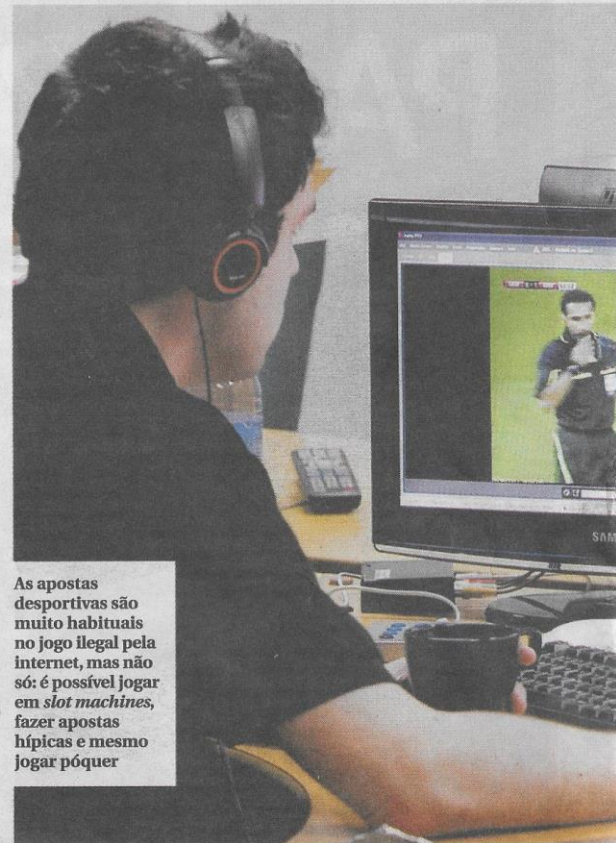 SAM
As apostas
desportivas são
muito habituais
no jogo ilegal pela
internet, mas não
só: é possível jogar
em slot machines,
fazer apostas
hípicas e mesmo
jogar póquer